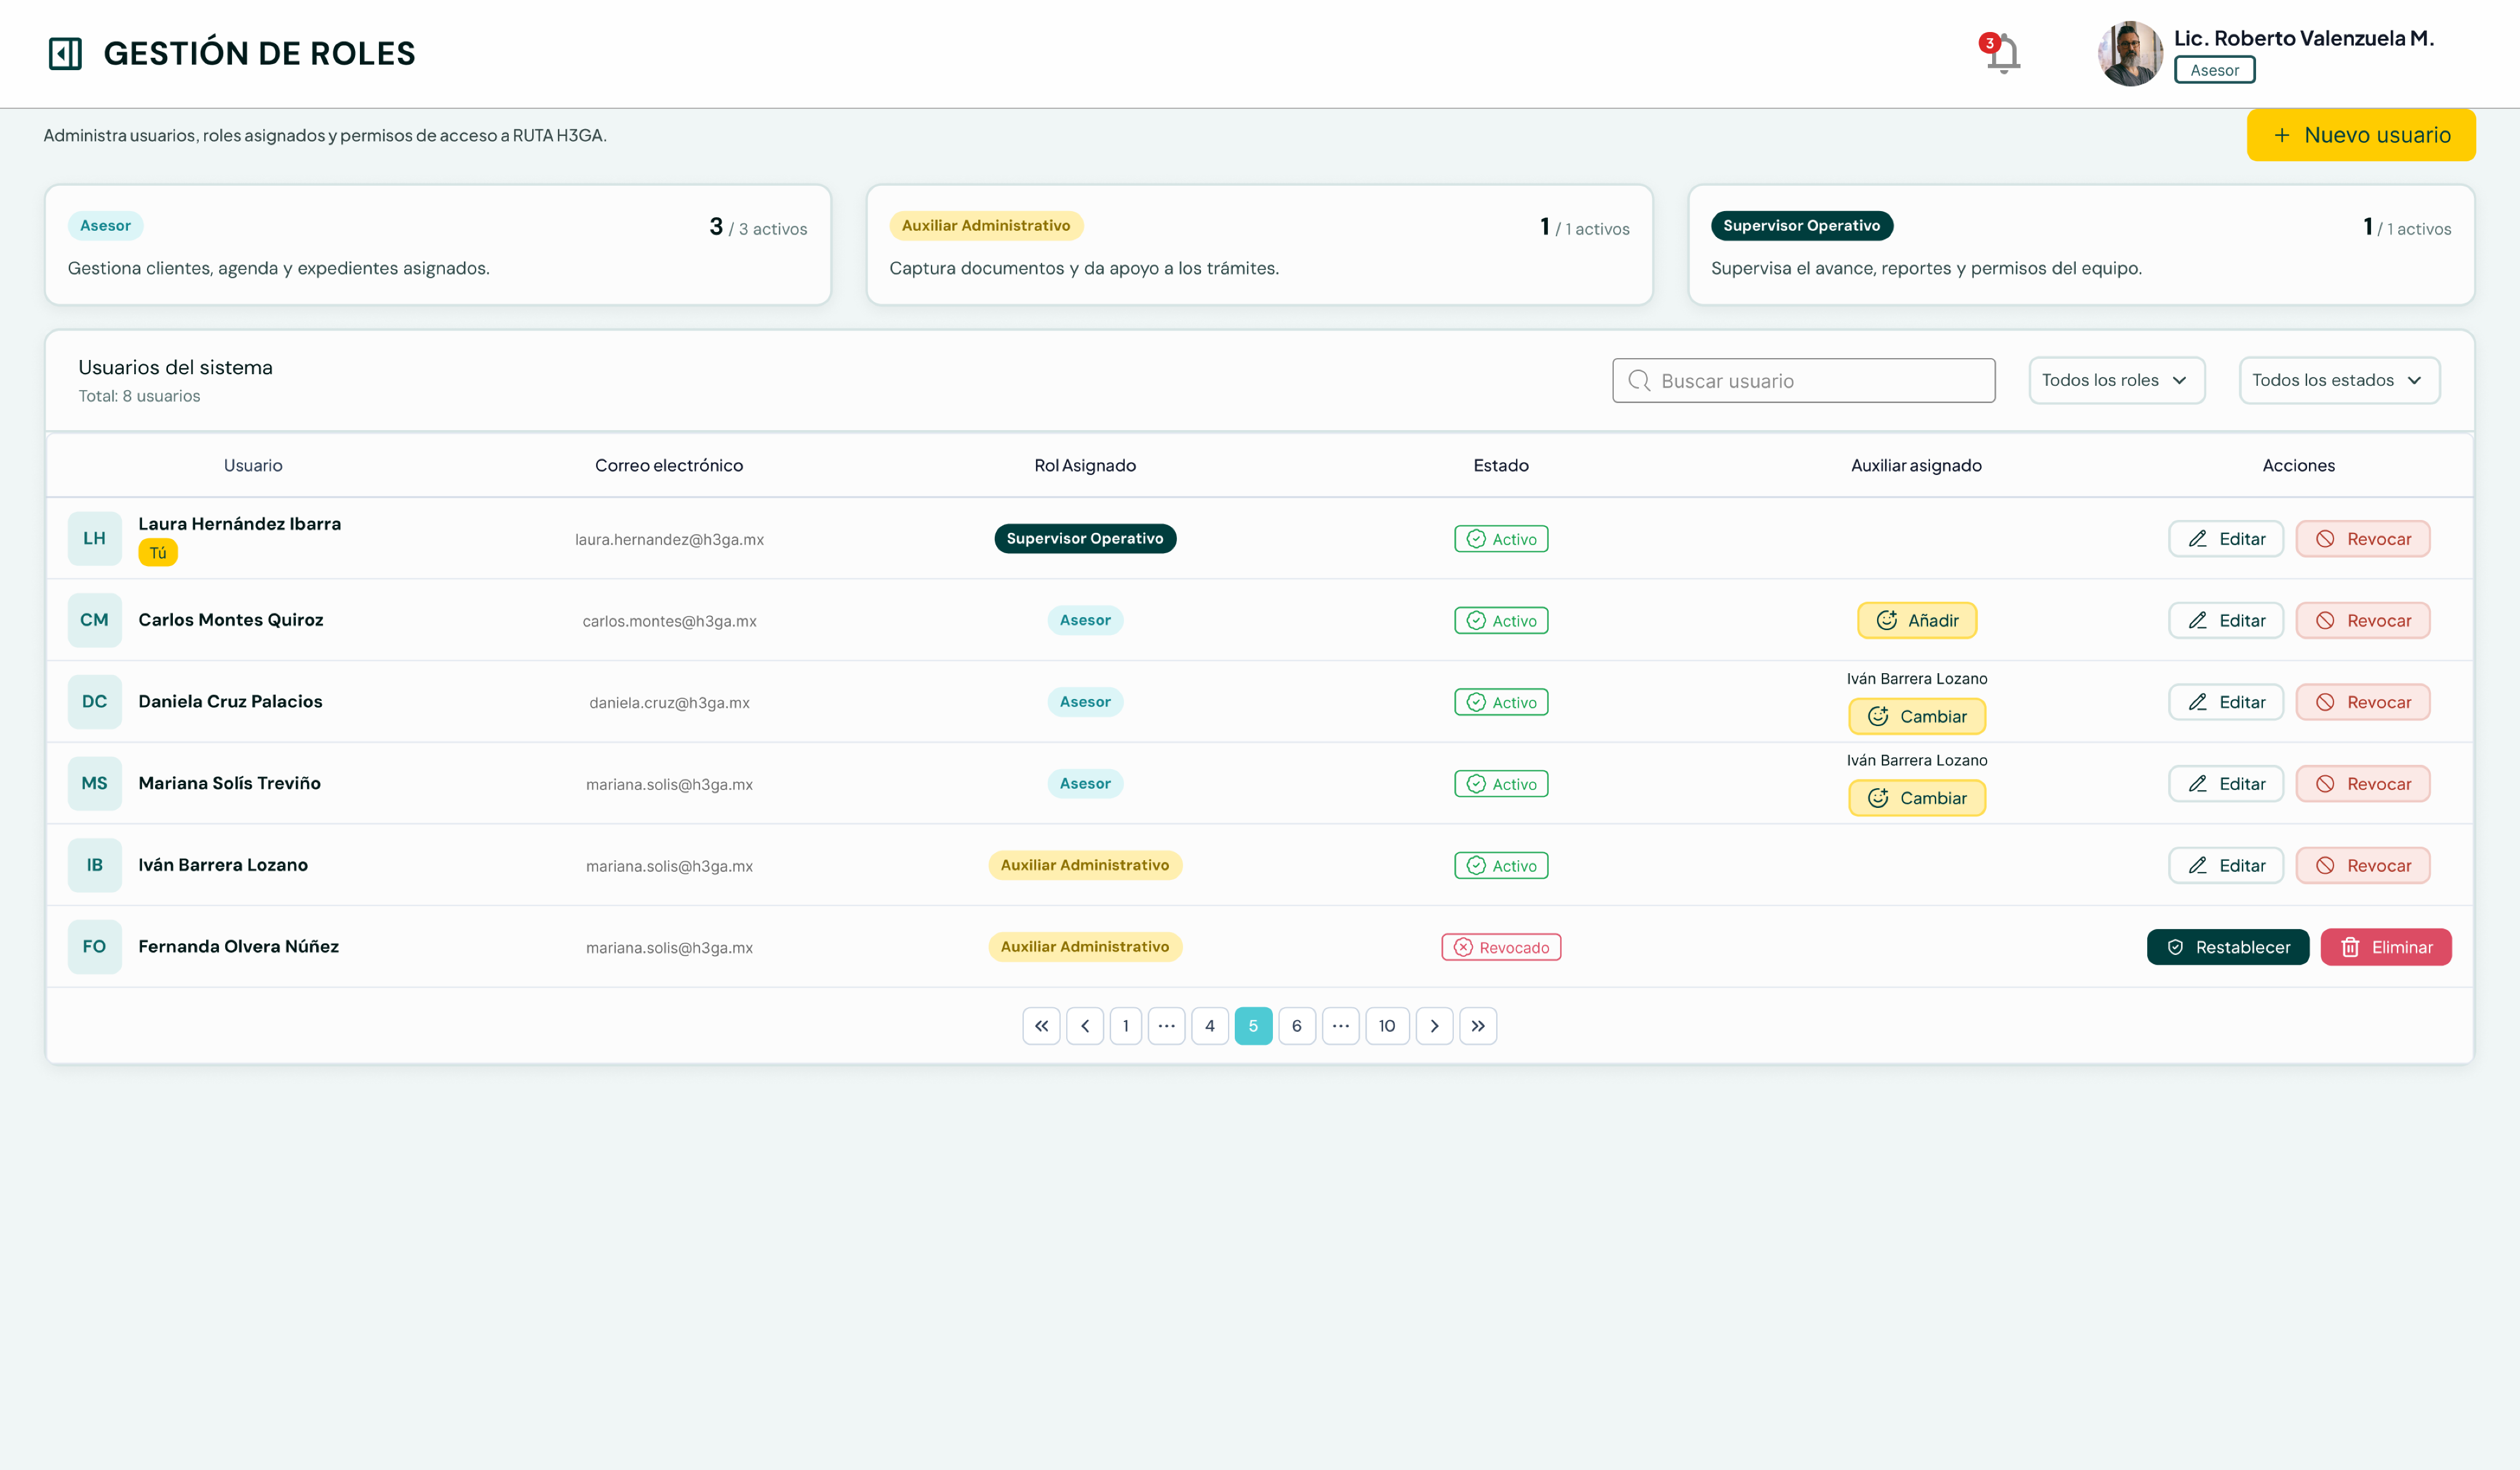 GESTIÓN DE ROLES
3
Lic. Roberto Valenzuela M.
Asesor
Administra usuarios, roles asignados y permisos de acceso a RUTA H3GA.
+ Nuevo usuario
Asesor
3 / 3 activos
Gestiona clientes, agenda y expedientes asignados.
Auxiliar Administrativo
1 / 1 activos
Captura documentos y da apoyo a los trámites.
Supervisor Operativo
1 / 1 activos
Supervisa el avance, reportes y permisos del equipo.
Usuarios del sistema
Total: 8 usuarios
Buscar usuario
Todos los roles
Todos los estados
Usuario Correo electrónico Rol Asignado Estado Auxiliar asignado Acciones
LH Laura Hernández Ibarra
Tú
laura.hernandez@h3ga.mx Supervisor Operativo Activo Editar Revocar
CM Carlos Montes Quiroz carlos.montes@h3ga.mx Asesor Activo Añadir Editar Revocar
Iván Barrera Lozano
DC Daniela Cruz Palacios daniela.cruz@h3ga.mx Asesor Activo Cambiar Editar Revocar
Iván Barrera Lozano
MS Mariana Solís Treviño mariana.solis@h3ga.mx Asesor Activo Cambiar Editar Revocar
IB Iván Barrera Lozano mariana.solis@h3ga.mx Auxiliar Administrativo Activo Editar Revocar
FO Fernanda Olvera Núñez mariana.solis@h3ga.mx Auxiliar Administrativo Revocado Restablecer Eliminar
« ‹ 1 ··· 4 5 6 ··· 10 › »